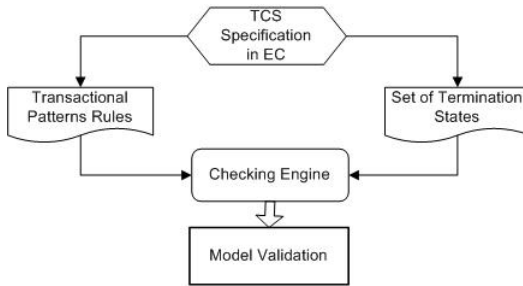 TCS
Specification
in EC
Transactional
Patterns Rules
Set of Termination
States
Checking Engine
Model Validation